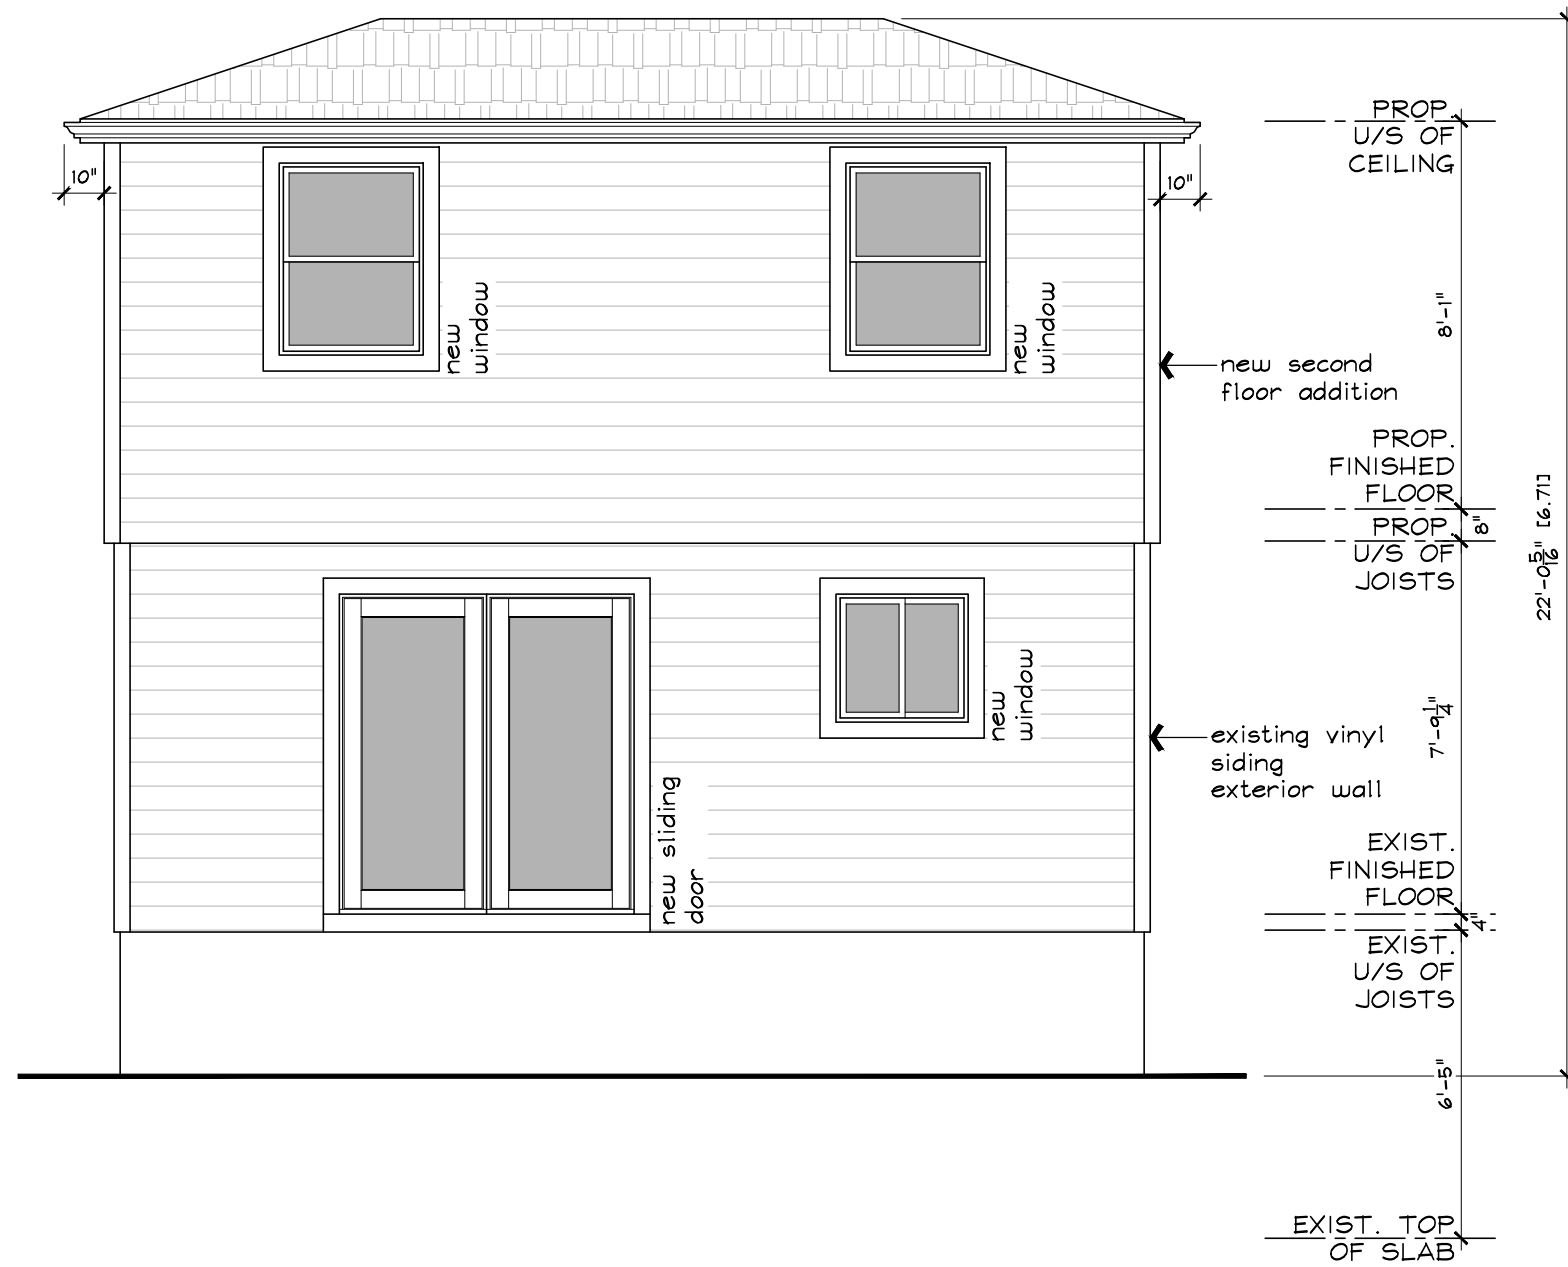 PROP.
U/S OF
CEILING
10"
10"
8'-1"
new
window
new
window
new second
floor addition
PROP.
FINISHED
FLOOR
8"
PROP.
U/S OF
JOISTS
22'-0 5/16" [6.71]
new
window
7'-9 1/4"
existing vinyl
siding
exterior wall
new sliding
door
EXIST.
FINISHED
FLOOR
4"
EXIST.
U/S OF
JOISTS
6'-5"
EXIST. TOP
OF SLAB